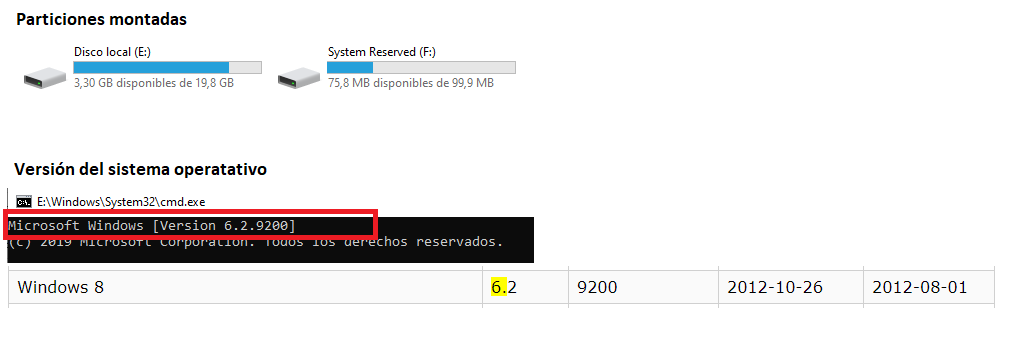 Particiones montadas
Disco local (E:)
3,30 GB disponibles de 19,8 GB
System Reserved (F:)
75,8 MB disponibles de 99,9 MB
Versión del sistema operatativo
C:\. E:\Windows\System32\cmd.exe
Microsoft Windows [Version 6.2.9200]
(c) 2019 Microsoft Corporation. Todos los derechos reservados.
Windows 8 6.2 9200 2012-10-26 2012-08-01